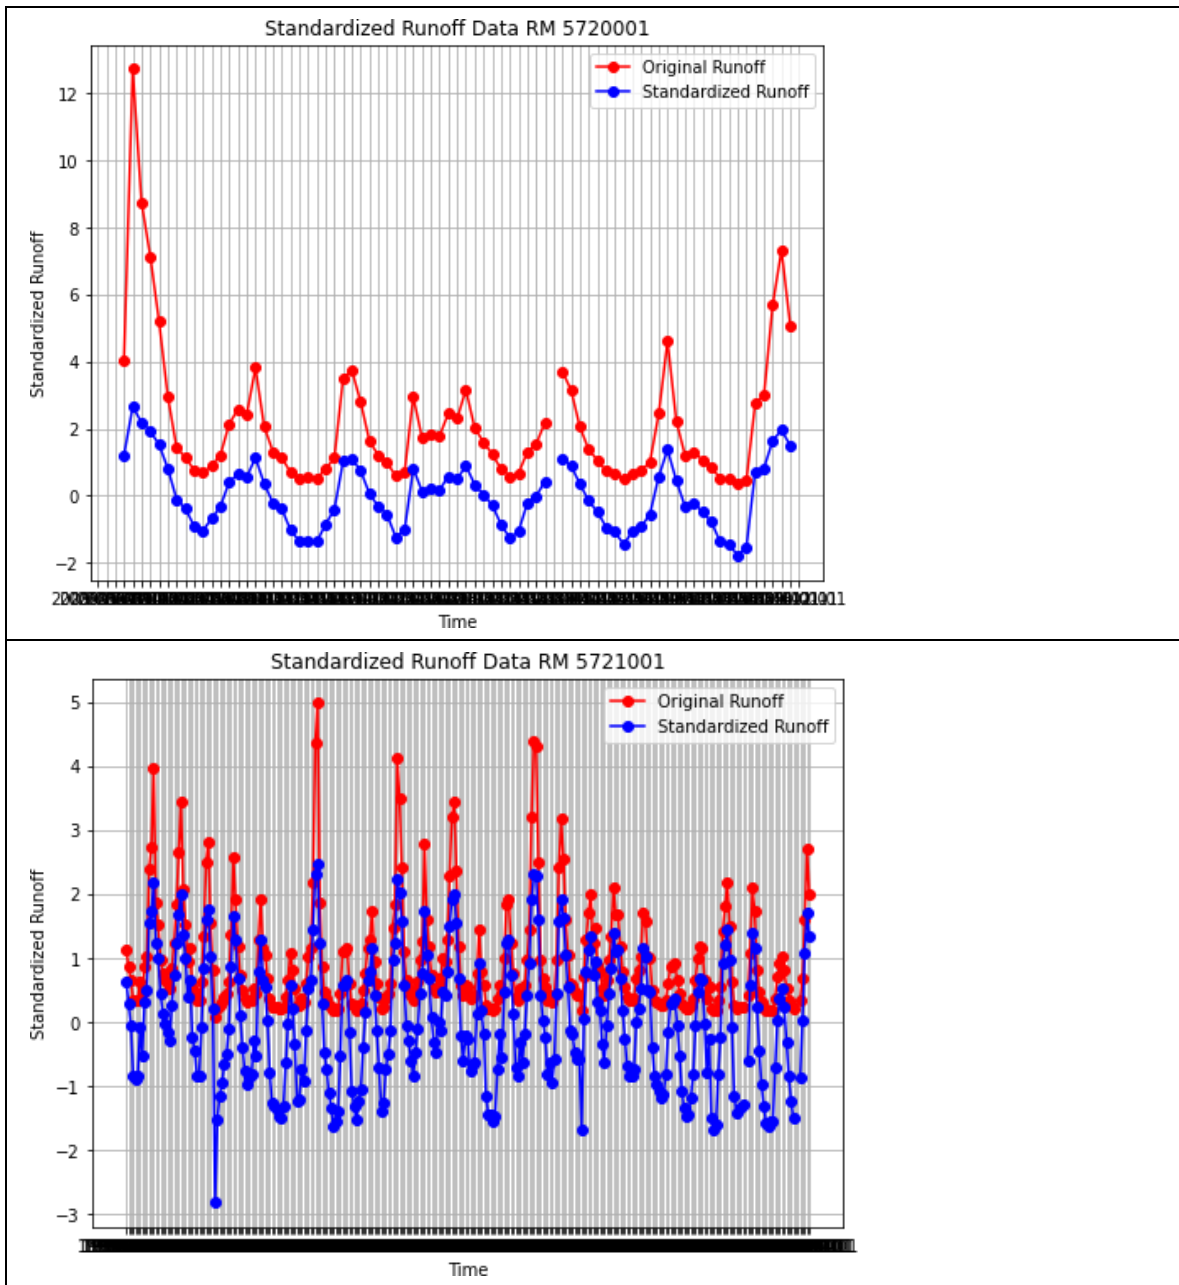 Standardized Runoff Data RM 5720001
Original Runoff
Standardized Runoff
12
10
8
6
4
2
0
−2
Standardized Runoff
Time
Standardized Runoff Data RM 5721001
Original Runoff
Standardized Runoff
5
4
3
2
1
0
−1
−2
−3
Standardized Runoff
Time